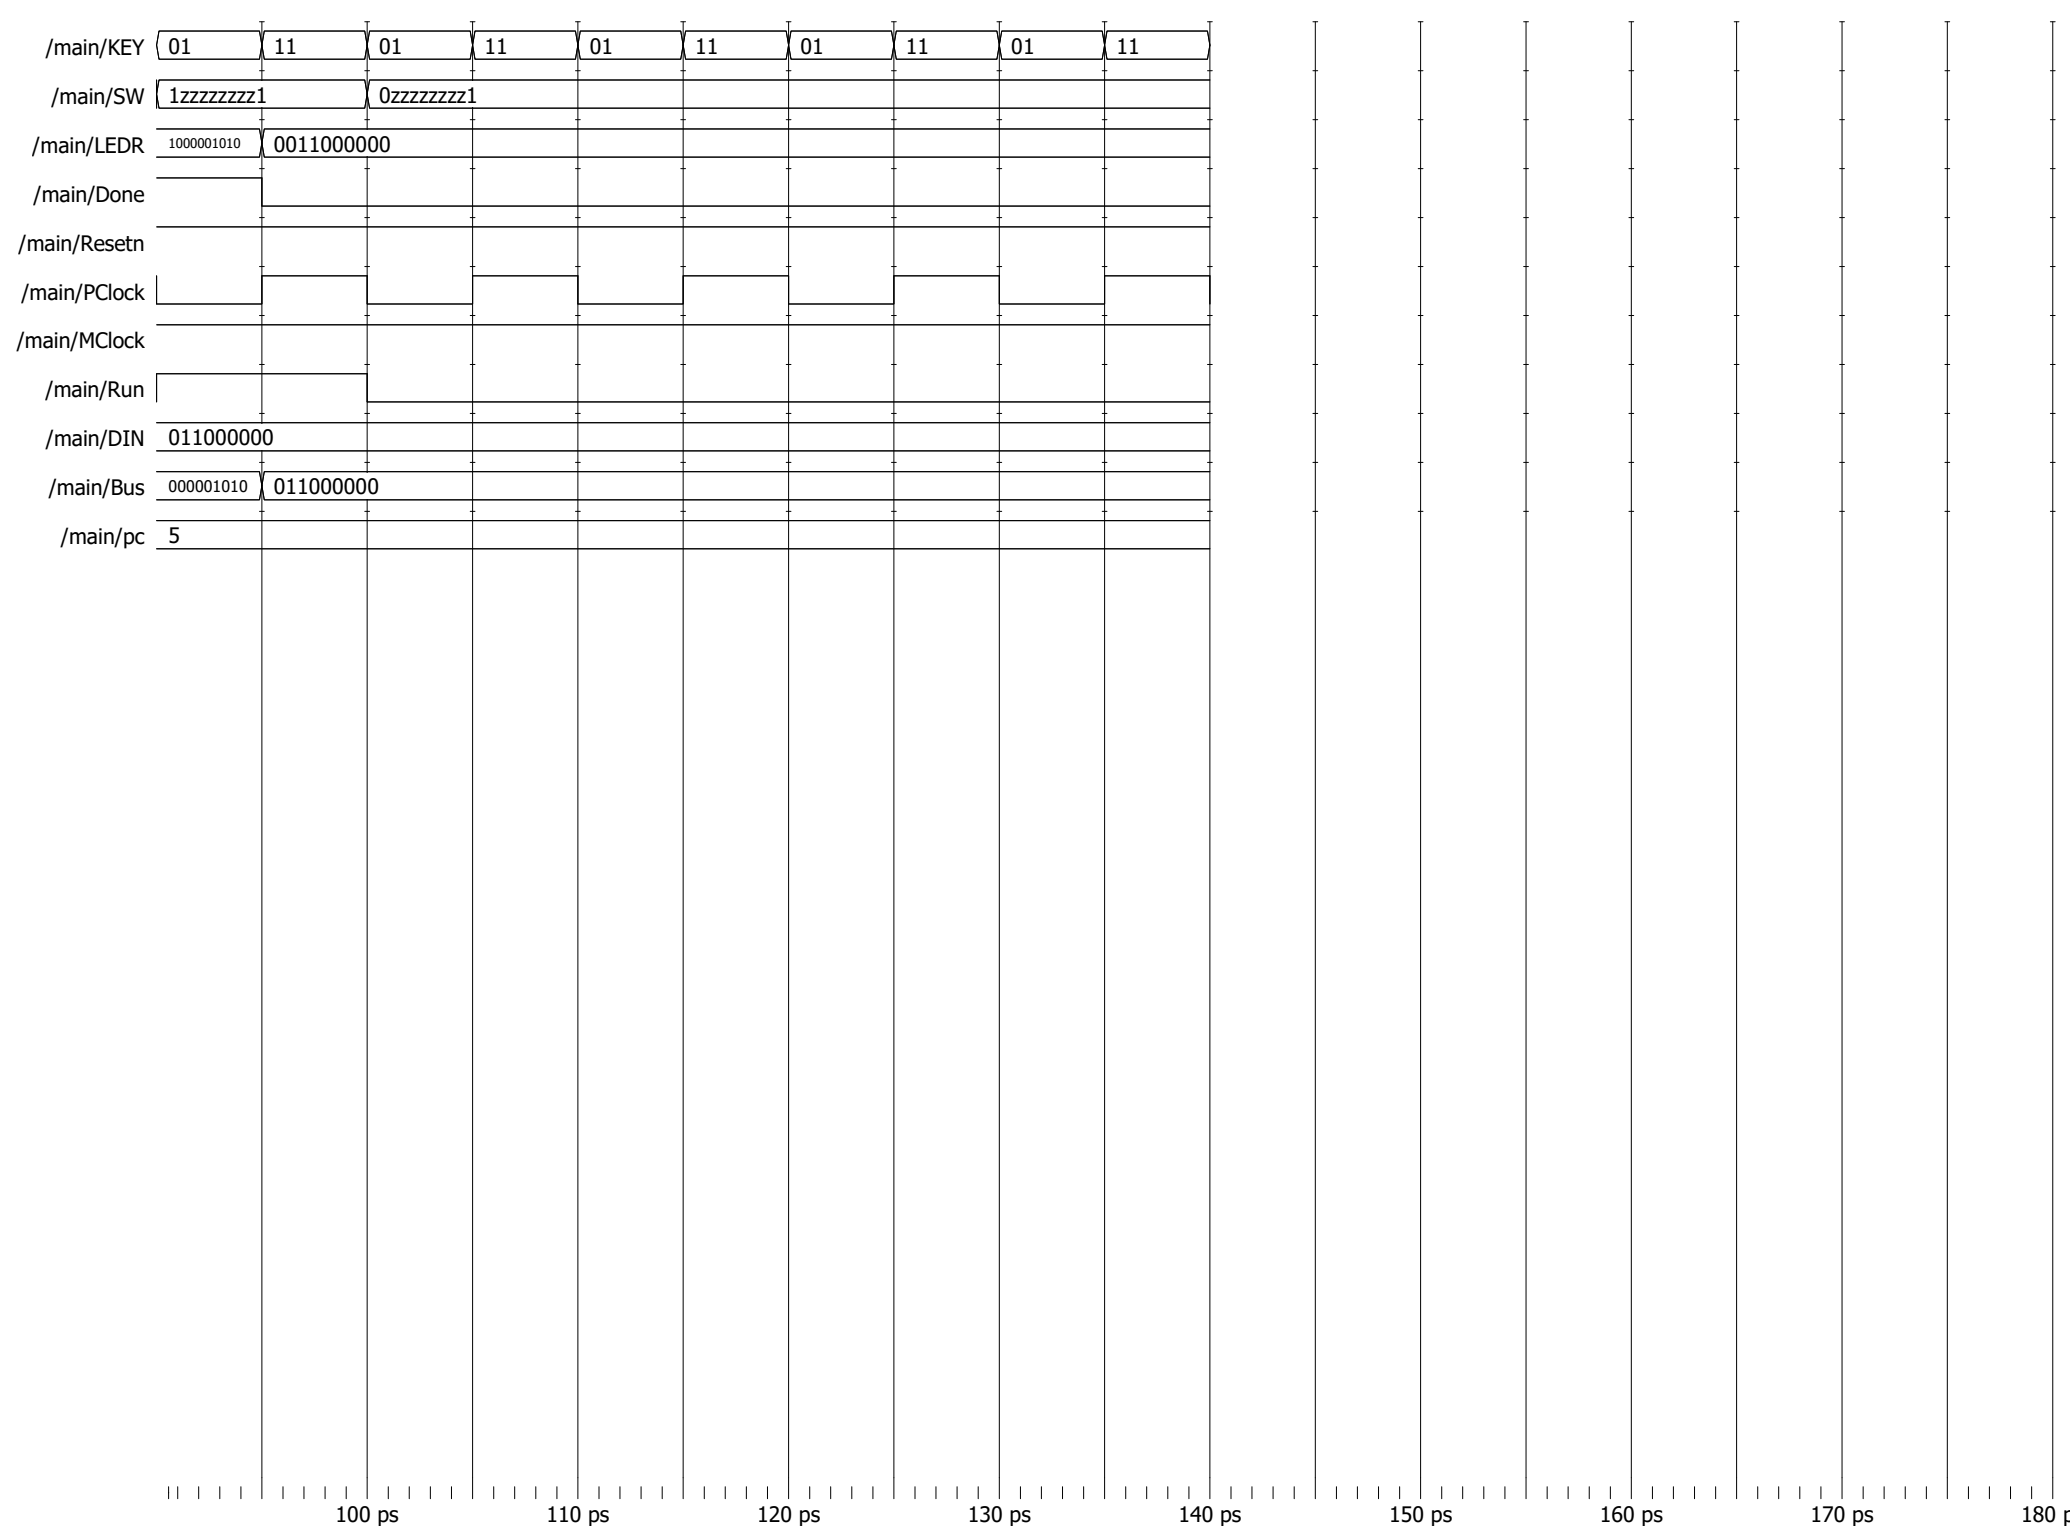 /main/KEY 01 11 01 11 01 11 01 11 01 11
/main/SW 1zzzzzzzz1 0zzzzzzzz1
/main/LEDR 1000001010 0011000000
/main/Done
/main/Resetn
/main/PClock
/main/MClock
/main/Run
/main/DIN 011000000
/main/Bus 000001010 011000000
/main/pc 5
100 ps 110 ps 120 ps 130 ps 140 ps 150 ps 160 ps 170 ps 180 p